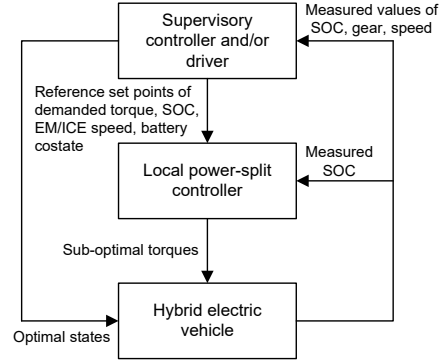 Supervisory
controller and/or
driver
Measured values of
SOC, gear, speed
Reference set points of
demanded torque, SOC,
EM/ICE speed, battery
costate
Local power-split
controller
Measured
SOC
Sub-optimal torques
Hybrid electric
vehicle
Optimal states